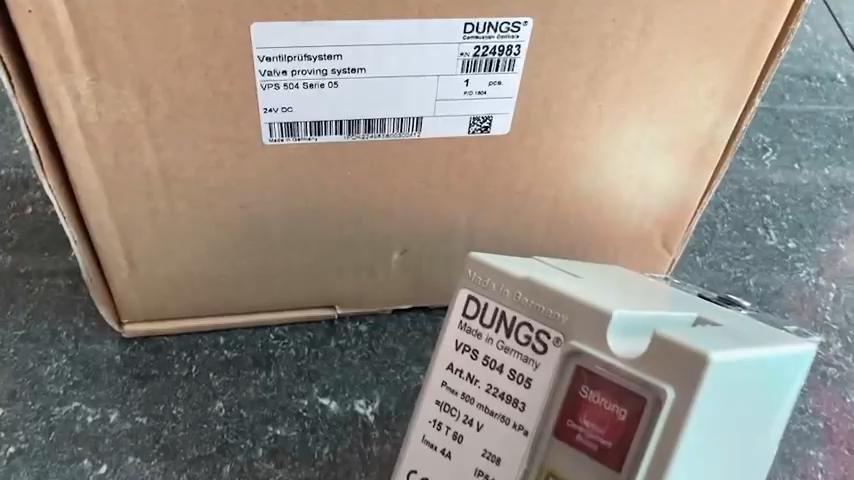 DUNGS®
Combustion Controls
P/N 224983
Ventilprüfsystem
Valve proving system
VPS 504 Serie 05
1 pcs.
P/O 1804
24V DC
Made in Germany
Made in Germany
DUNGS®
Made in Germany
VPS 504 S05
Art.Nr. 224983
Pmax 500 mbar/50 kPa
=(DC) 24 V
-15 T 60
2208
Imax 4A
Störung